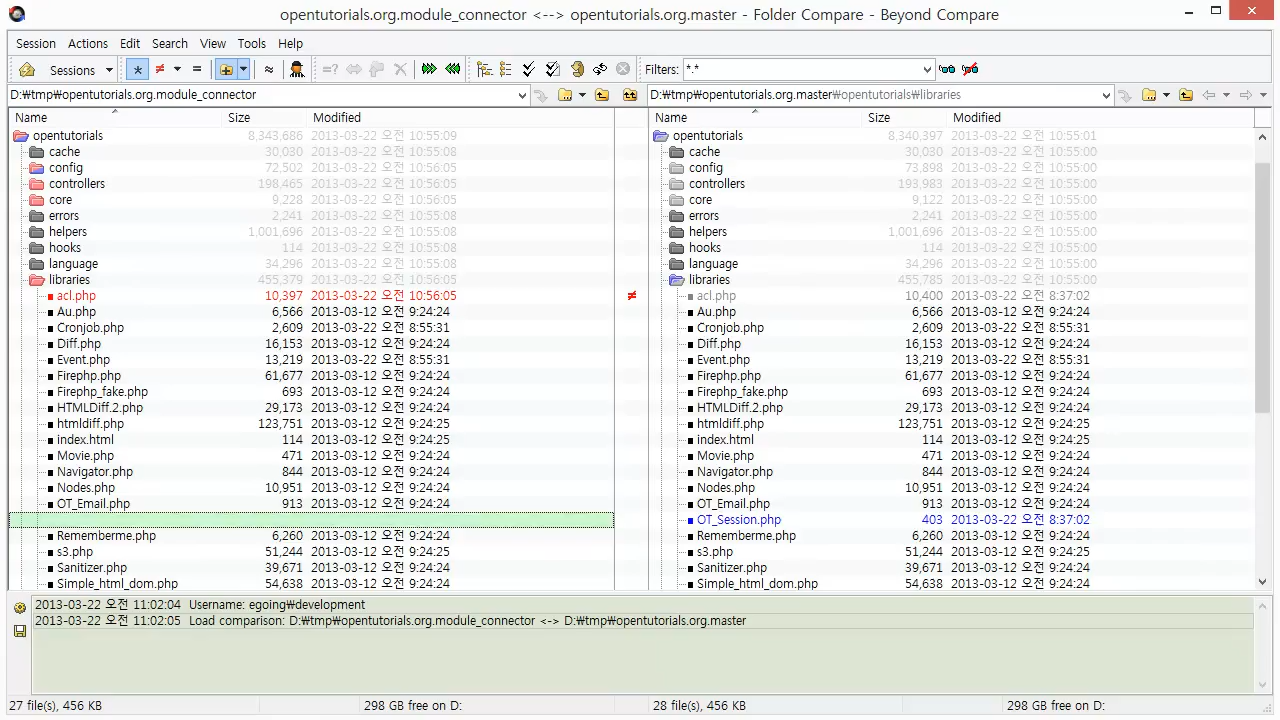 opentutorials.org.module_connector <--> opentutorials.org.master - Folder Compare - Beyond Compare
Session Actions Edit Search View Tools Help
Sessions Filters: *.*
D:₩tmp₩opentutorials.org.module_connector D:₩tmp₩opentutorials.org.master₩opentutorials₩libraries
Name Size Modified Name Size Modified
opentutorials 8,343,686 2013-03-22 오전 10:55:09 opentutorials 8,340,397 2013-03-22 오전 10:55:01
cache 30,030 2013-03-22 오전 10:55:08 cache 30,030 2013-03-22 오전 10:55:00
config 72,502 2013-03-22 오전 10:56:05 config 73,898 2013-03-22 오전 10:55:00
controllers 198,465 2013-03-22 오전 10:56:05 controllers 193,983 2013-03-22 오전 10:55:00
core 9,228 2013-03-22 오전 10:56:05 core 9,122 2013-03-22 오전 10:55:00
errors 2,241 2013-03-22 오전 10:55:08 errors 2,241 2013-03-22 오전 10:55:00
helpers 1,001,696 2013-03-22 오전 10:55:08 helpers 1,001,696 2013-03-22 오전 10:55:00
hooks 114 2013-03-22 오전 10:55:08 hooks 114 2013-03-22 오전 10:55:00
language 34,296 2013-03-22 오전 10:55:08 language 34,296 2013-03-22 오전 10:55:00
libraries 455,379 2013-03-22 오전 10:56:05 libraries 455,785 2013-03-22 오전 10:55:00
acl.php 10,397 2013-03-22 오전 10:56:05 ≠ acl.php 10,400 2013-03-22 오전 8:37:02
Au.php 6,566 2013-03-12 오전 9:24:24 Au.php 6,566 2013-03-12 오전 9:24:24
Cronjob.php 2,609 2013-03-22 오전 8:55:31 Cronjob.php 2,609 2013-03-22 오전 8:55:31
Diff.php 16,153 2013-03-12 오전 9:24:24 Diff.php 16,153 2013-03-12 오전 9:24:24
Event.php 13,219 2013-03-22 오전 8:55:31 Event.php 13,219 2013-03-22 오전 8:55:31
Firephp.php 61,677 2013-03-12 오전 9:24:24 Firephp.php 61,677 2013-03-12 오전 9:24:24
Firephp_fake.php 693 2013-03-12 오전 9:24:24 Firephp_fake.php 693 2013-03-12 오전 9:24:24
HTMLDiff.2.php 29,173 2013-03-12 오전 9:24:24 HTMLDiff.2.php 29,173 2013-03-12 오전 9:24:24
htmldiff.php 123,751 2013-03-12 오전 9:24:25 htmldiff.php 123,751 2013-03-12 오전 9:24:25
index.html 114 2013-03-12 오전 9:24:24 index.html 114 2013-03-12 오전 9:24:24
Movie.php 471 2013-03-12 오전 9:24:24 Movie.php 471 2013-03-12 오전 9:24:24
Navigator.php 844 2013-03-12 오전 9:24:24 Navigator.php 844 2013-03-12 오전 9:24:24
Nodes.php 10,951 2013-03-12 오전 9:24:24 Nodes.php 10,951 2013-03-12 오전 9:24:24
OT_Email.php 913 2013-03-12 오전 9:24:24 OT_Email.php 913 2013-03-12 오전 9:24:24
OT_Session.php 403 2013-03-22 오전 8:37:02
Rememberme.php 6,260 2013-03-12 오전 9:24:24 Rememberme.php 6,260 2013-03-12 오전 9:24:24
s3.php 51,244 2013-03-12 오전 9:24:25 s3.php 51,244 2013-03-12 오전 9:24:25
Sanitizer.php 39,671 2013-03-12 오전 9:24:24 Sanitizer.php 39,671 2013-03-12 오전 9:24:24
Simple_html_dom.php 54,638 2013-03-12 오전 9:24:24 Simple_html_dom.php 54,638 2013-03-12 오전 9:24:24
2013-03-22 오전 11:02:04 Username: egoing₩development
2013-03-22 오전 11:02:05 Load comparison: D:₩tmp₩opentutorials.org.module_connector <-> D:₩tmp₩opentutorials.org.master
27 file(s), 456 KB 298 GB free on D: 28 file(s), 456 KB 298 GB free on D: